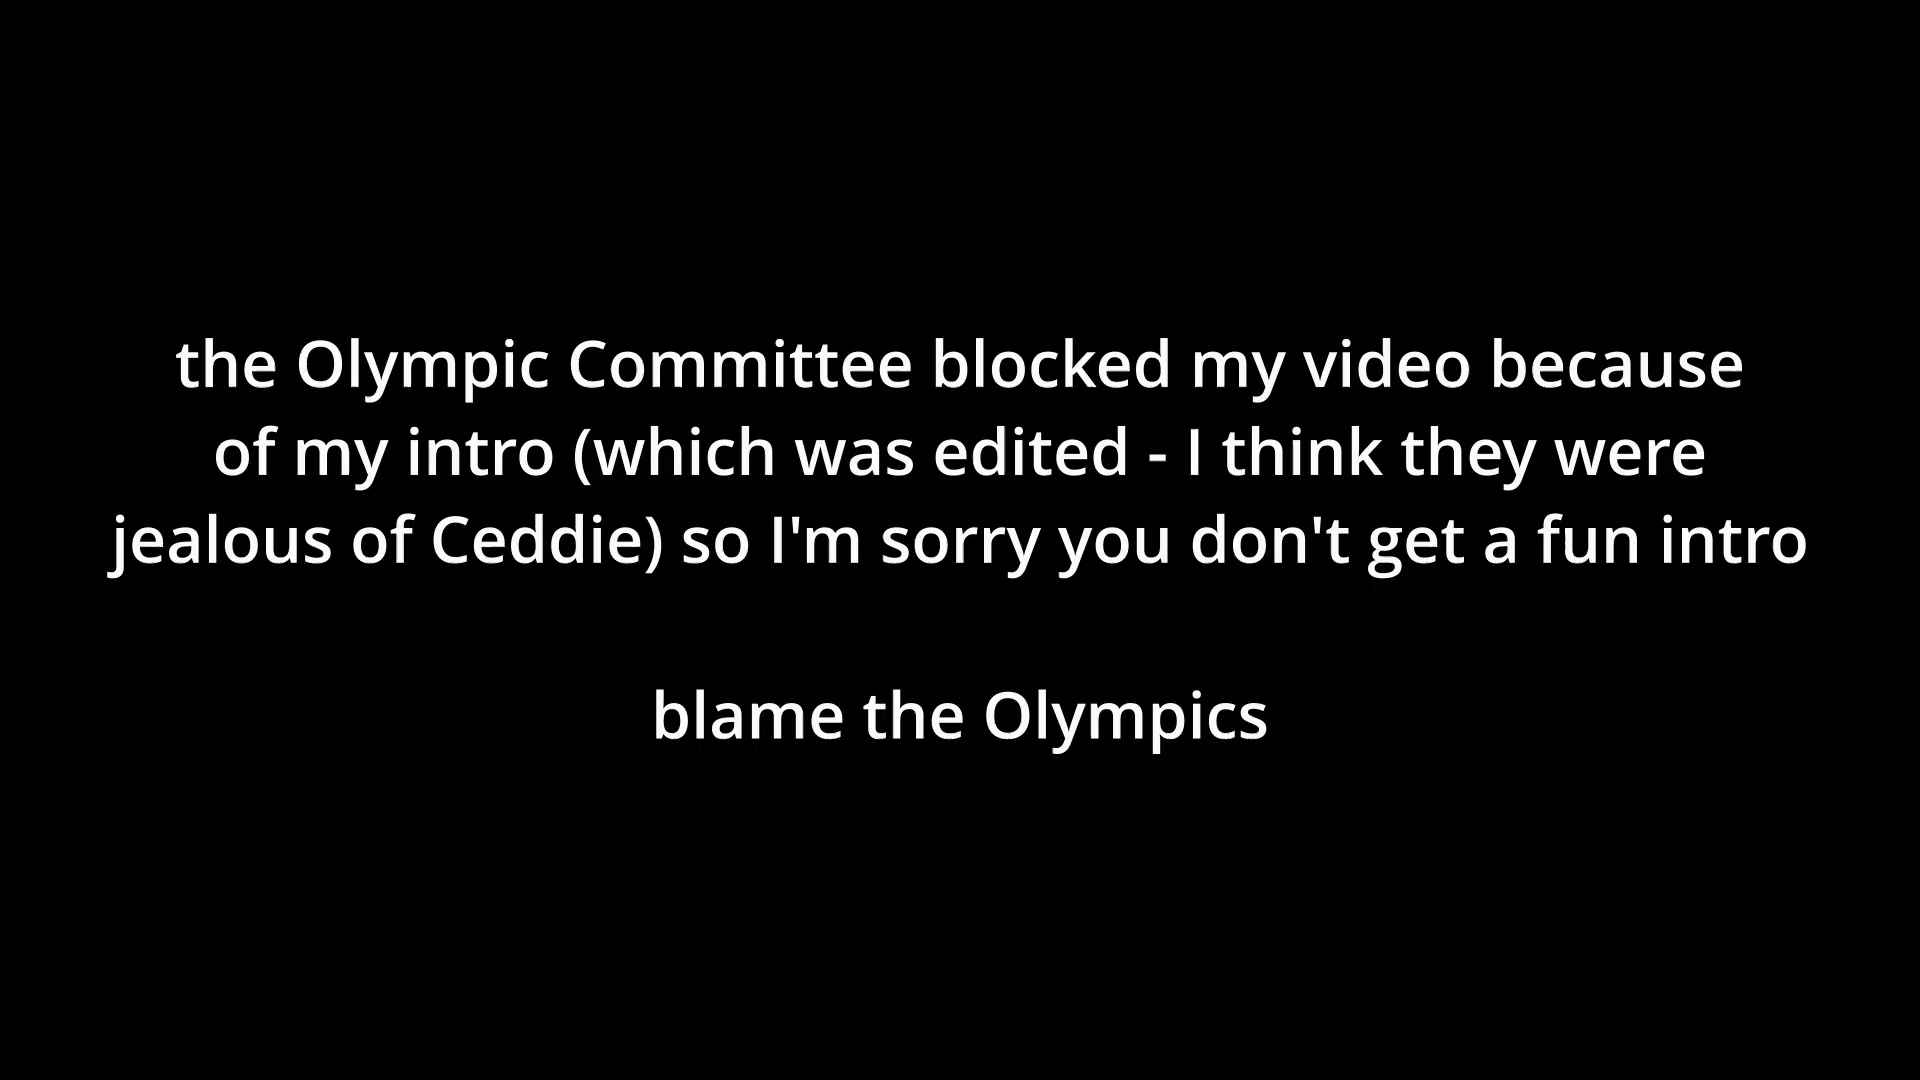 the Olympic Committee blocked my video because
of my intro (which was edited - I think they were
jealous of Ceddie) so I'm sorry you don't get a fun intro
blame the Olympics